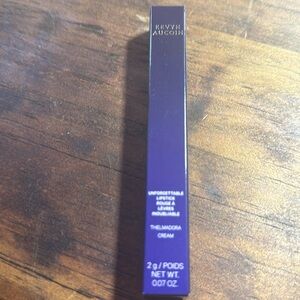 KEVYN
AUCOIN
UNFORGETTABLE
LIPSTICK
ROUGE À
LÈVRES
INOUBLIABLE
THELMADORA
CREAM
2 g / POIDS
NET WT.
0.07 OZ.